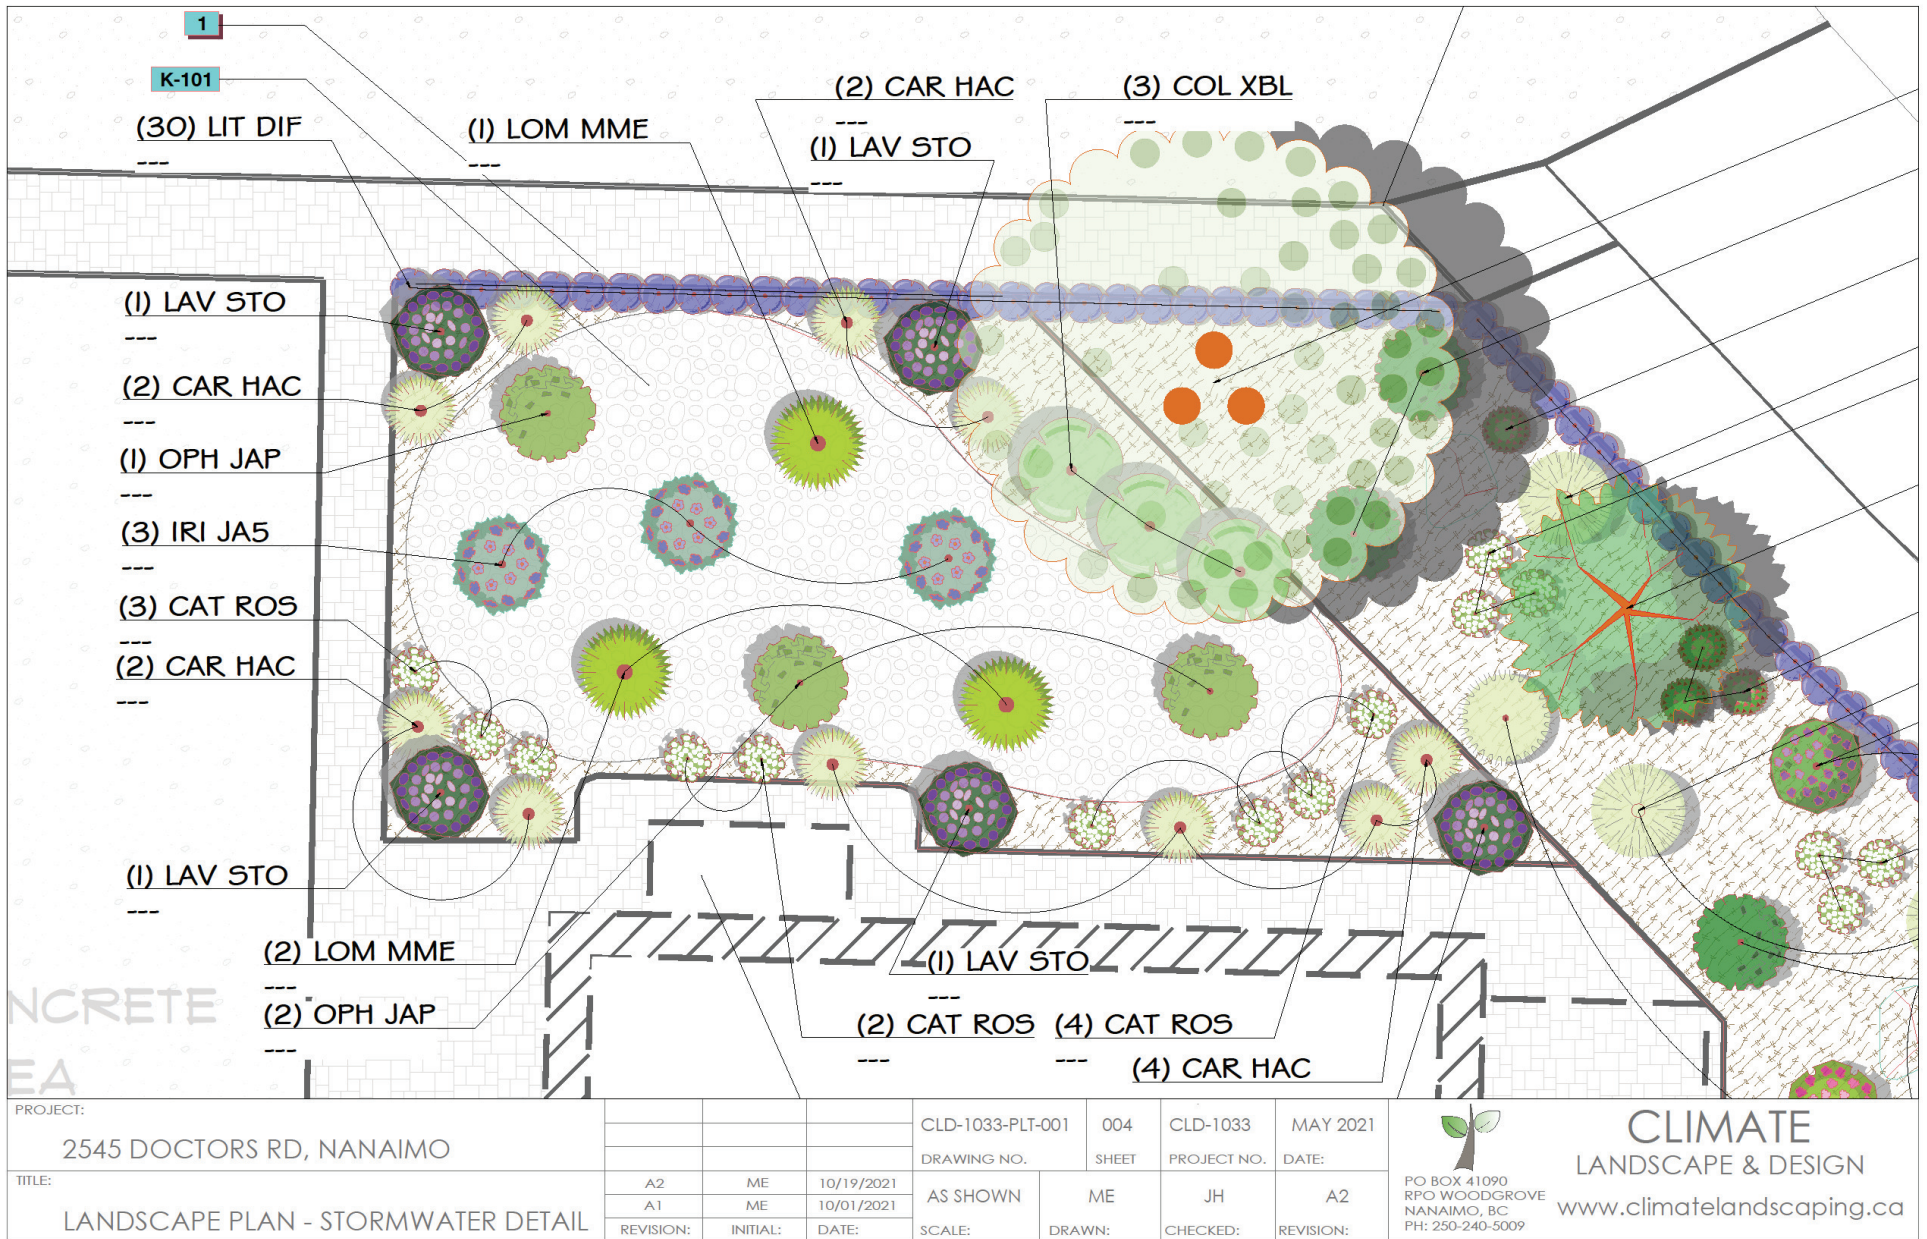 1
K-101
(30) LIT DIF
---
(1) LOM MME
---
(2) CAR HAC
---
(1) LAV STO
---
(3) COL XBL
---
(1) LAV STO
---
(2) CAR HAC
---
(1) OPH JAP
---
(3) IRI JA5
---
(3) CAT ROS
---
(2) CAR HAC
---
(1) LAV STO
---
(2) LOM MME
---
(2) OPH JAP
---
(1) LAV STO
---
(2) CAT ROS
---
(4) CAT ROS
---
(4) CAR HAC
NCRETE
EA
PROJECT:
2545 DOCTORS RD, NANAIMO
TITLE:
LANDSCAPE PLAN - STORMWATER DETAIL
A2 ME 10/19/2021
A1 ME 10/01/2021
REVISION: INITIAL: DATE:
CLD-1033-PLT-001 004 CLD-1033 MAY 2021
DRAWING NO. SHEET PROJECT NO. DATE:
AS SHOWN ME JH A2
SCALE: DRAWN: CHECKED: REVISION:
PO BOX 41090
RPO WOODGROVE
NANAIMO, BC
PH: 250-240-5009
CLIMATE
LANDSCAPE & DESIGN
www.climatelandscaping.ca